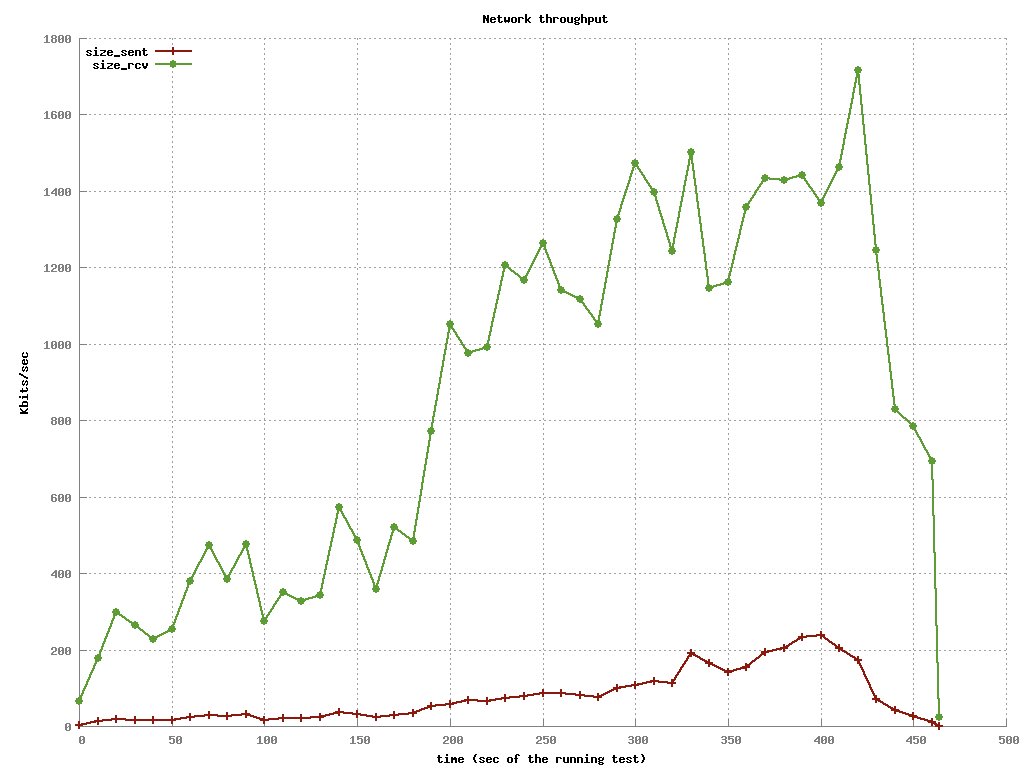 Network throughput
size_sent
size_rcv
1800
1600
1400
1200
1000
800
600
400
200
0
Kbits/sec
0 50 100 150 200 250 300 350 400 450 500
time (sec of the running test)